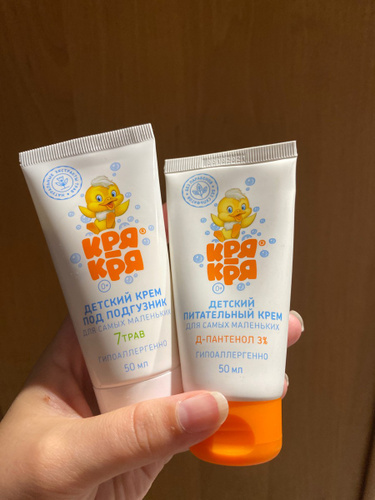 КРЯ®
КРЯ
0+
ДЕТСКИЙ КРЕМ
ПОД ПОДГУЗНИК
ДЛЯ САМЫХ МАЛЕНЬКИХ
7 ТРАВ
ГИПОАЛЛЕРГЕННО
50 МЛ
КРЯ®
КРЯ
0+
ДЕТСКИЙ
ПИТАТЕЛЬНЫЙ КРЕМ
ДЛЯ САМЫХ МАЛЕНЬКИХ
Д-ПАНТЕНОЛ 3%
ГИПОАЛЛЕРГЕННО
50 МЛ